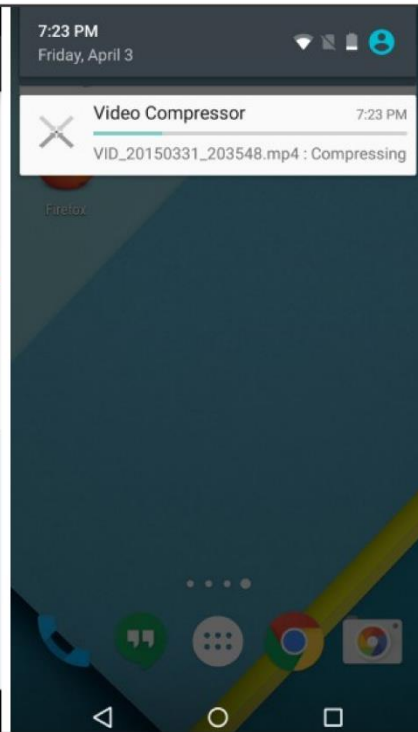 7:23 PM
Friday, April 3
Video Compressor
7:23 PM
VID_20150331_203548.mp4 : Compressing
Firefox